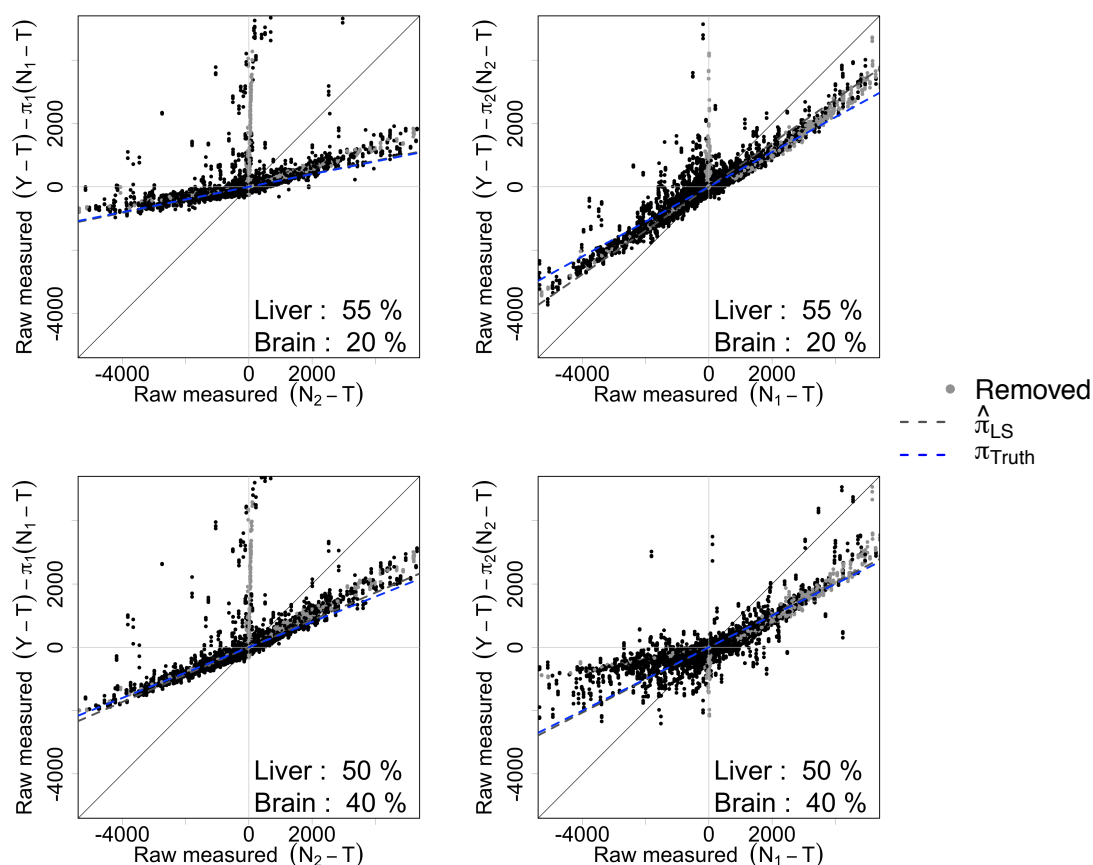 Raw measured (Y − T) − π₁(N₁ − T)
2000
0
-4000
Liver : 55 %
Brain : 20 %
-4000 0 2000
Raw measured (N₂ − T)
Raw measured (Y − T) − π₂(N₂ − T)
2000
0
-4000
Liver : 55 %
Brain : 20 %
-4000 0 2000
Raw measured (N₁ − T)
Removed
π̂LS
πTruth
Raw measured (Y − T) − π₁(N₁ − T)
2000
0
-4000
Liver : 50 %
Brain : 40 %
-4000 0 2000
Raw measured (N₂ − T)
Raw measured (Y − T) − π₂(N₂ − T)
2000
0
-4000
Liver : 50 %
Brain : 40 %
-4000 0 2000
Raw measured (N₁ − T)